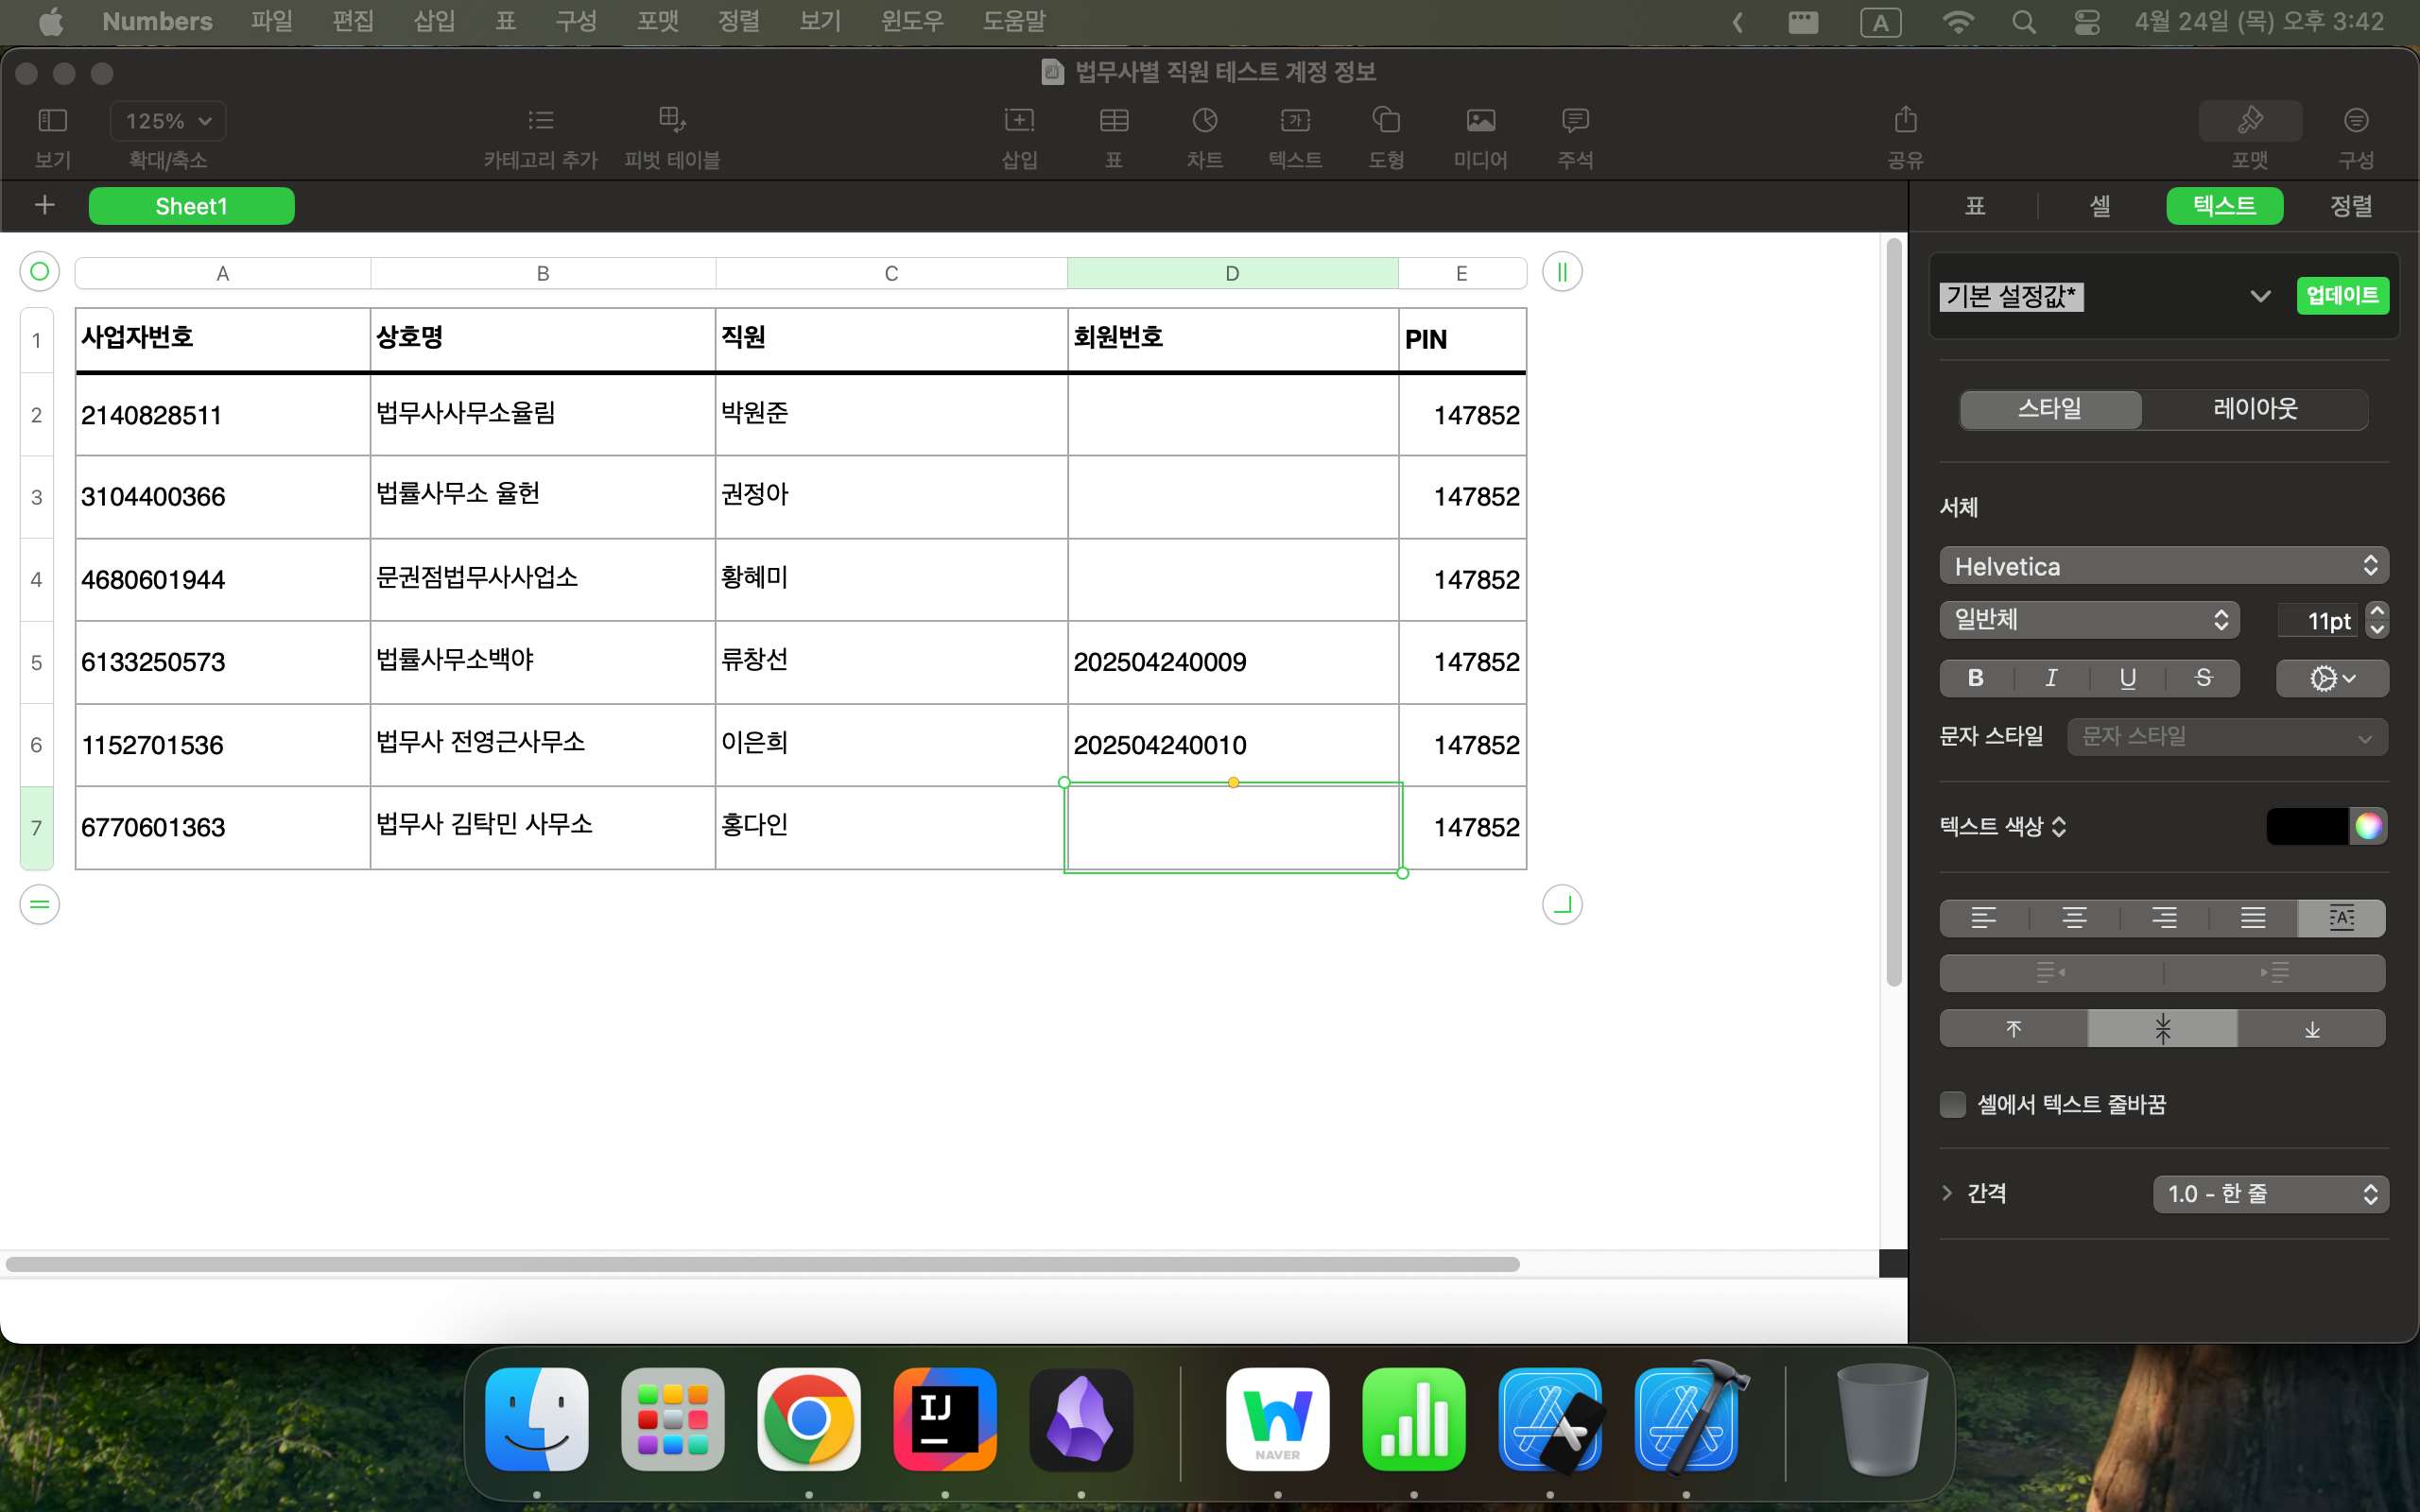 Numbers 파일 편집 삽입 표 구성 포맷 정렬 보기 윈도우 도움말 A 4월 24일 (목) 오후 3:42
법무사별 직원 테스트 계정 정보
125%
보기 확대/축소 카테고리 추가 피벗 테이블 삽입 표 차트 텍스트 도형 미디어 주석 공유 포맷 구성
Sheet1 표 셀 텍스트 정렬
A B C D E
기본 설정값* 업데이트
1 사업자번호 상호명 직원 회원번호 PIN
2 2140828511 법무사사무소율림 박원준 147852
3 3104400366 법률사무소 율헌 권정아 147852
4 4680601944 문권점법무사사업소 황혜미 147852
5 6133250573 법률사무소백야 류창선 202504240009 147852
6 1152701536 법무사 전영근사무소 이은희 202504240010 147852
7 6770601363 법무사 김탁민 사무소 홍다인 147852
스타일 레이아웃
서체
Helvetica
일반체 11pt
B I U S
문자 스타일 문자 스타일
텍스트 색상
셀에서 텍스트 줄바꿈
간격 1.0 - 한 줄
IJ
NAVER